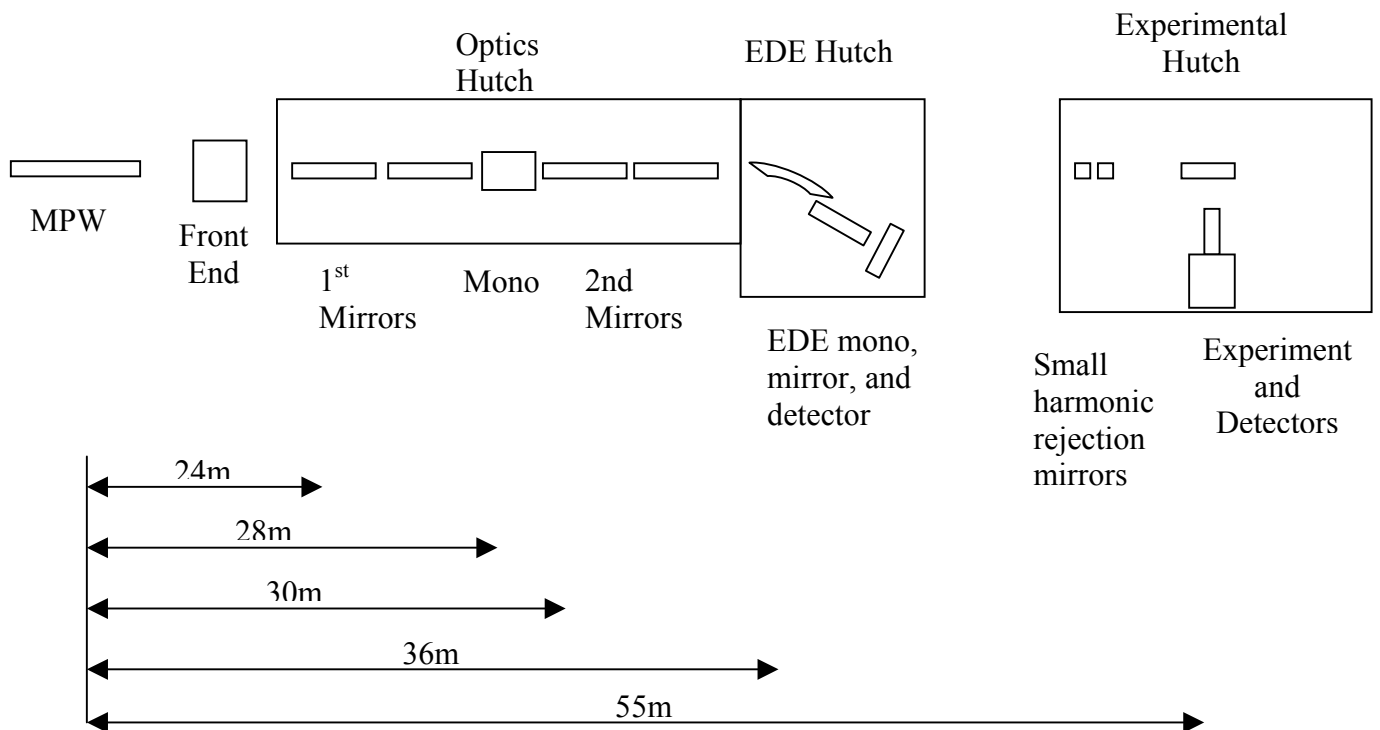 Optics
Hutch
EDE Hutch
Experimental
Hutch
MPW
Front
End
1st
Mirrors
Mono
2nd
Mirrors
EDE mono,
mirror, and
detector
Small
harmonic
rejection
mirrors
Experiment
and
Detectors
24m
28m
30m
36m
55m